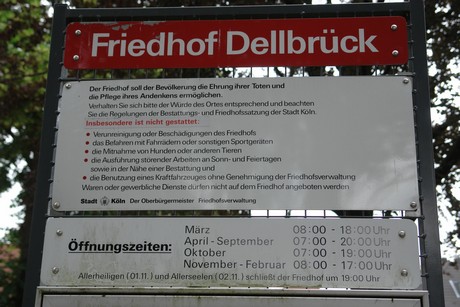 Friedhof Dellbrück
Der Friedhof soll der Bevölkerung die Ehrung ihrer Toten und
die Pflege ihres Andenkens ermöglichen.
Verhalten Sie sich bitte der Würde des Ortes entsprechend und beachten
Sie die Regelungen der Bestattungs- und Friedhofssatzung der Stadt Köln.
Insbesondere ist nicht gestattet:
• Verunreinigung oder Beschädigungen des Friedhofs
• das Befahren mit Fahrrädern oder sonstigen Sportgeräten
• die Mitnahme von Hunden oder anderen Tieren
• die Ausführung störender Arbeiten an Sonn- und Feiertagen
sowie in der Nähe einer Bestattung und
• die Benutzung eines Kraftfahrzeuges ohne Genehmigung der Friedhofsverwaltung
Waren oder gewerbliche Dienste dürfen nicht auf dem Friedhof angeboten werden
Stadt Köln Der Oberbürgermeister Friedhofsverwaltung
Öffnungszeiten:
März 08:00 - 18:00 Uhr
April - September 07:00 - 20:00 Uhr
Oktober 07:00 - 19:00 Uhr
November - Februar 08:00 - 17:00 Uhr
Allerheiligen (01.11.) und Allerseelen (02.11.) schließt der Friedhof um 19:00 Uhr